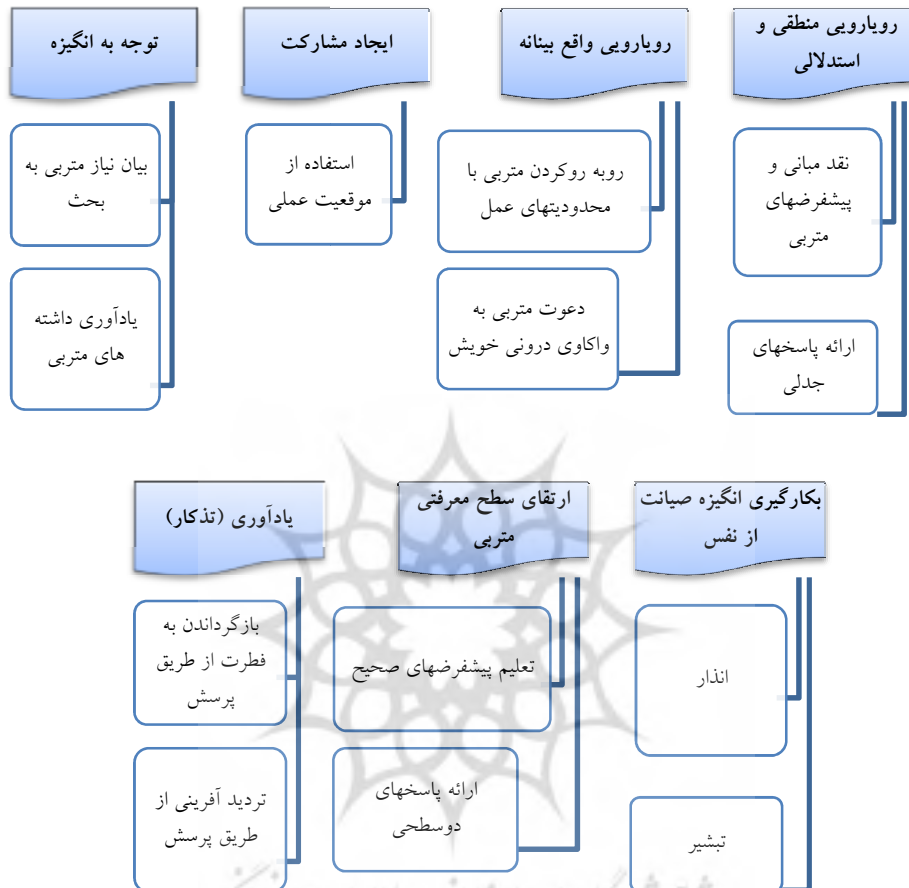 رویارویی منطقی و
استدلالی
نقد مبانی و
پیشفرضهای
متربی
ارائه پاسخهای
جدلی
رویارویی واقع بینانه
روبه روکردن متربی با
محدودیتهای عمل
دعوت متربی به
واکاوی درونی خویش
ایجاد مشارکت
استفاده از
موقعیت عملی
توجه به انگیزه
بیان نیاز متربی به
بحث
یادآوری داشته
های متربی
بکارگیری انگیزه صیانت
از نفس
انذار
تبشیر
ارتقای سطح معرفتی
متربی
تعلیم پیشفرضهای صحیح
ارائه پاسخهای
دوسطحی
یادآوری (تذکار)
بازگرداندن به
فطرت از طریق
پرسش
تردید آفرینی از
طریق پرسش